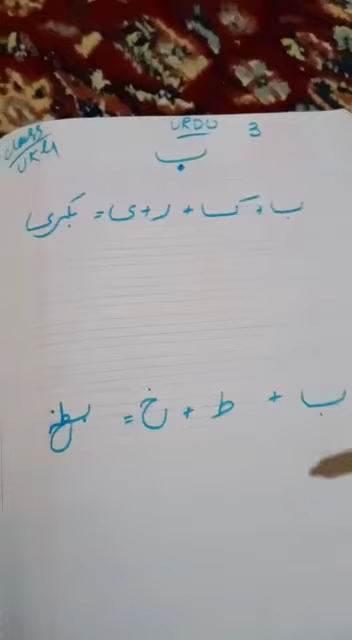 URDU 3
Class
UKG
ب
ب + ک + ر + ی = بکری
ب + ط + خ = بطخ